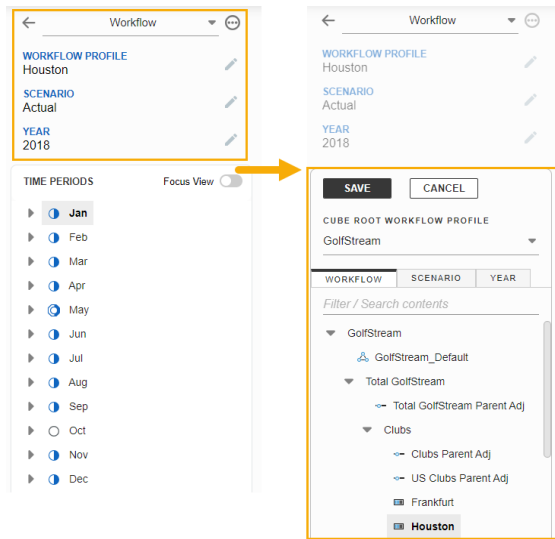 Workflow
WORKFLOW PROFILE
Houston
SCENARIO
Actual
YEAR
2018
TIME PERIODS
Focus View
Jan
Feb
Mar
Apr
May
Jun
Jul
Aug
Sep
Oct
Nov
Dec
Workflow
WORKFLOW PROFILE
Houston
SCENARIO
Actual
YEAR
2018
SAVE
CANCEL
CUBE ROOT WORKFLOW PROFILE
GolfStream
WORKFLOW
SCENARIO
YEAR
Filter / Search contents
GolfStream
GolfStream_Default
Total GolfStream
Total GolfStream Parent Adj
Clubs
Clubs Parent Adj
US Clubs Parent Adj
Frankfurt
Houston